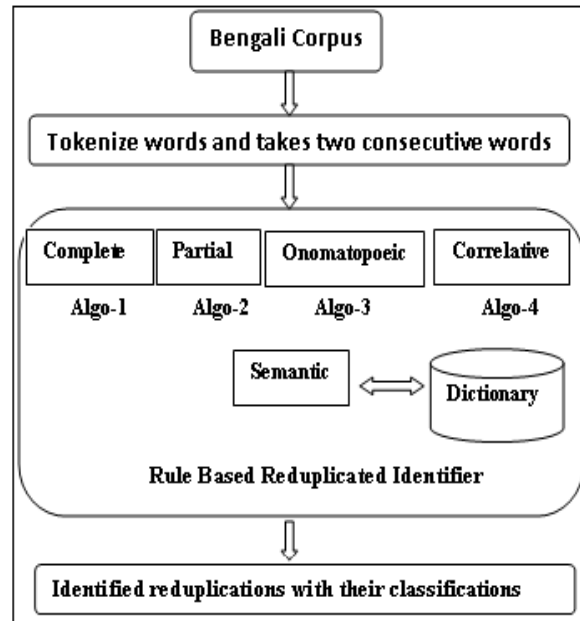 Bengali Corpus
Tokenize words and takes two consecutive words
Complete Partial Onomatopoeic Correlative
Algo-1 Algo-2 Algo-3 Algo-4
Semantic Dictionary
Rule Based Reduplicated Identifier
Identified reduplications with their classifications